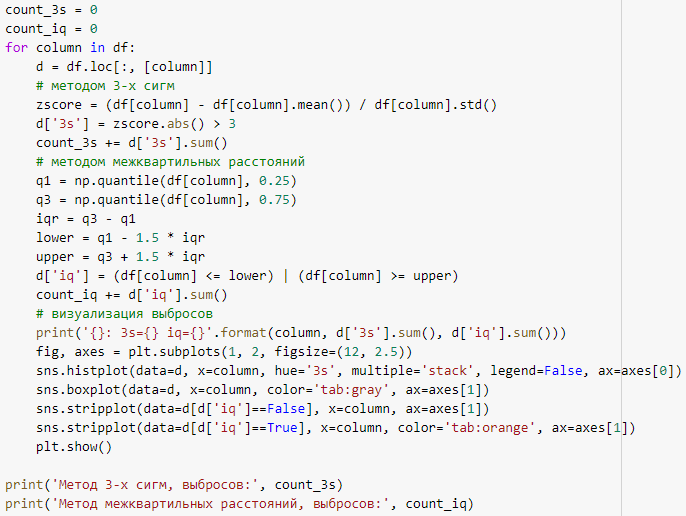 count_3s = 0
count_iq = 0
for column in df:
    d = df.loc[:, [column]]
    # методом 3-х сигм
    zscore = (df[column] - df[column].mean()) / df[column].std()
    d['3s'] = zscore.abs() > 3
    count_3s += d['3s'].sum()
    # методом межквартильных расстояний
    q1 = np.quantile(df[column], 0.25)
    q3 = np.quantile(df[column], 0.75)
    iqr = q3 - q1
    lower = q1 - 1.5 * iqr
    upper = q3 + 1.5 * iqr
    d['iq'] = (df[column] <= lower) | (df[column] >= upper)
    count_iq += d['iq'].sum()
    # визуализация выбросов
    print('{}: 3s={} iq={}'.format(column, d['3s'].sum(), d['iq'].sum()))
    fig, axes = plt.subplots(1, 2, figsize=(12, 2.5))
    sns.histplot(data=d, x=column, hue='3s', multiple='stack', legend=False, ax=axes[0])
    sns.boxplot(data=d, x=column, color='tab:gray', ax=axes[1])
    sns.stripplot(data=d[d['iq']==False], x=column, ax=axes[1])
    sns.stripplot(data=d[d['iq']==True], x=column, color='tab:orange', ax=axes[1])
    plt.show()

print('Метод 3-х сигм, выбросов:', count_3s)
print('Метод межквартильных расстояний, выбросов:', count_iq)